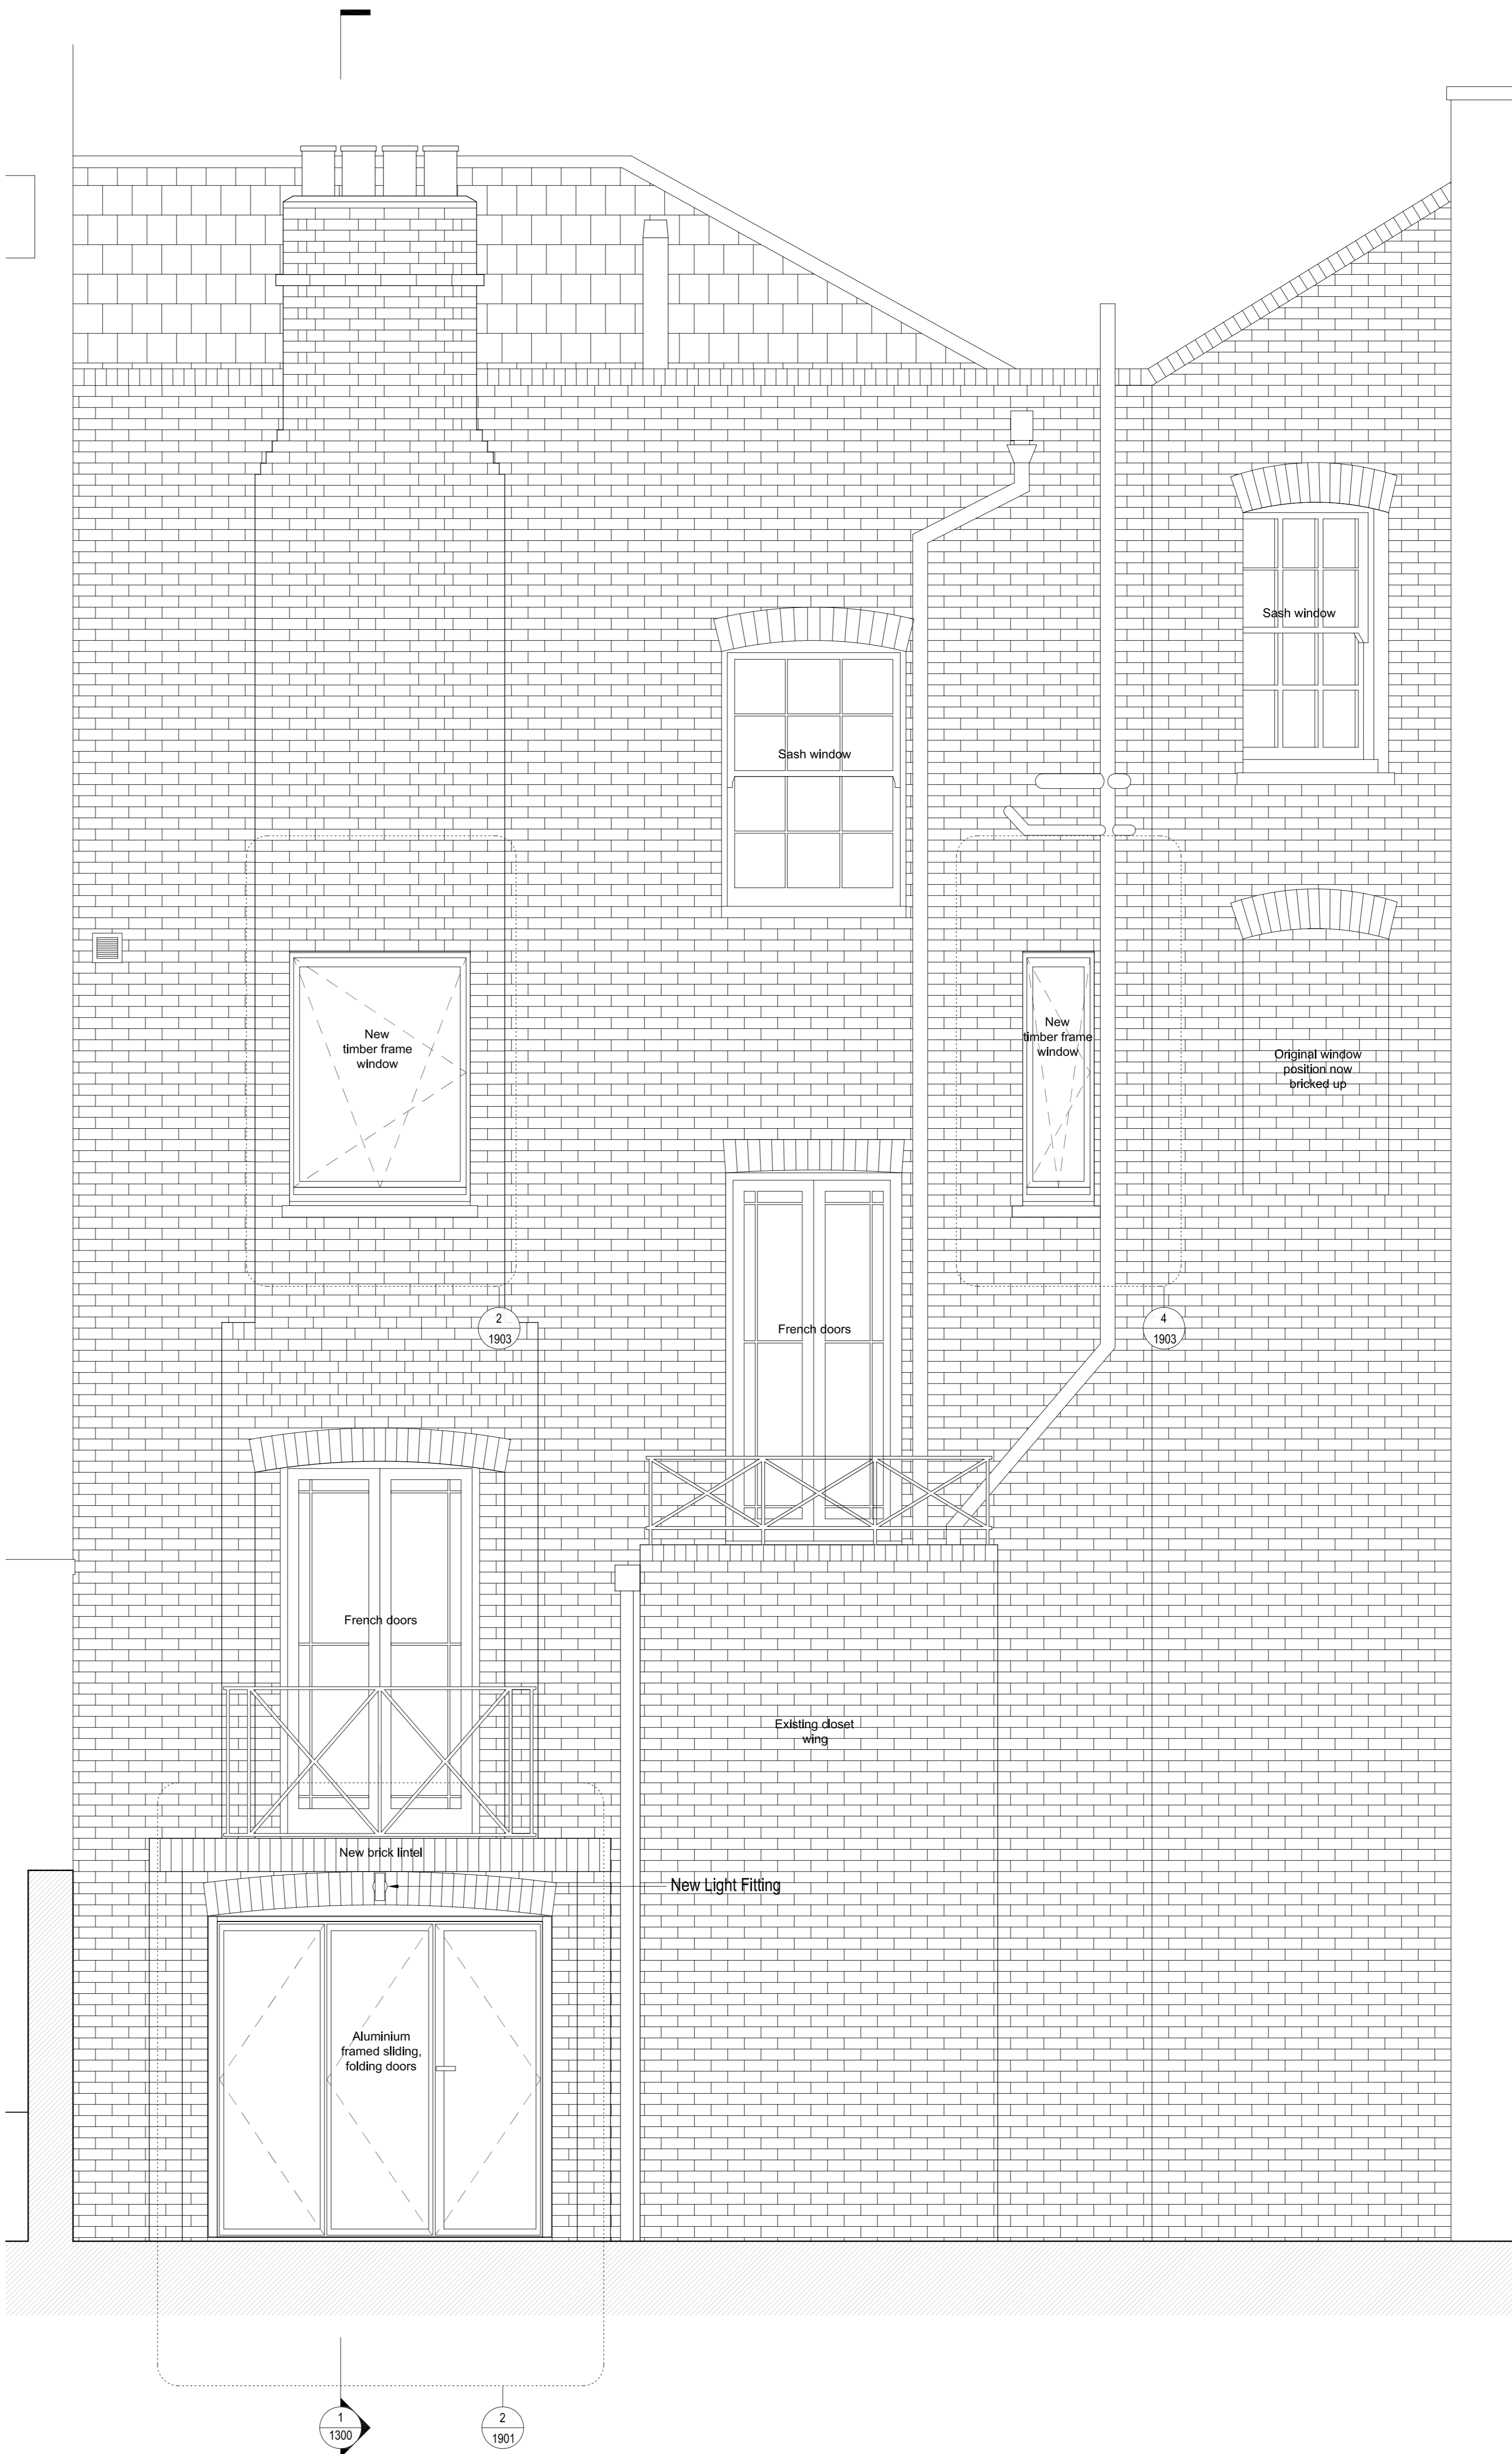 Sash window
Sash window
New
timber frame
window
New
timber frame
window
Original window
position now
bricked up
2
1903
French doors
4
1903
French doors
Existing closet
wing
New brick lintel
New Light Fitting
Aluminium
framed sliding,
folding doors
1
1300
2
1901